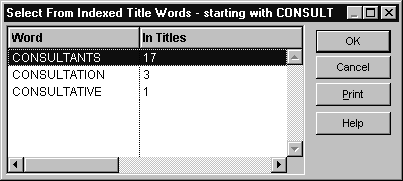 Select From Indexed Title Words - starting with CONSULT
Word In Titles
CONSULTANTS 17
CONSULTATION 3
CONSULTATIVE 1
OK
Cancel
Print
Help